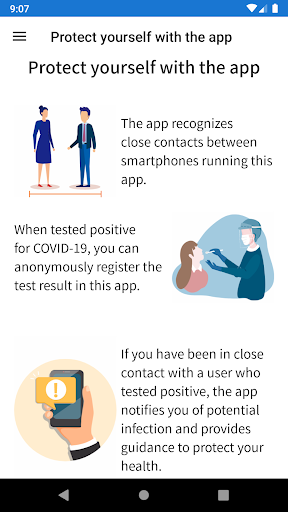 9:07
Protect yourself with the app
Protect yourself with the app
The app recognizes
close contacts between
smartphones running this
app.
When tested positive
for COVID-19, you can
anonymously register the
test result in this app.
If you have been in close
contact with a user who
tested positive, the app
notifies you of potential
infection and provides
guidance to protect your
health.